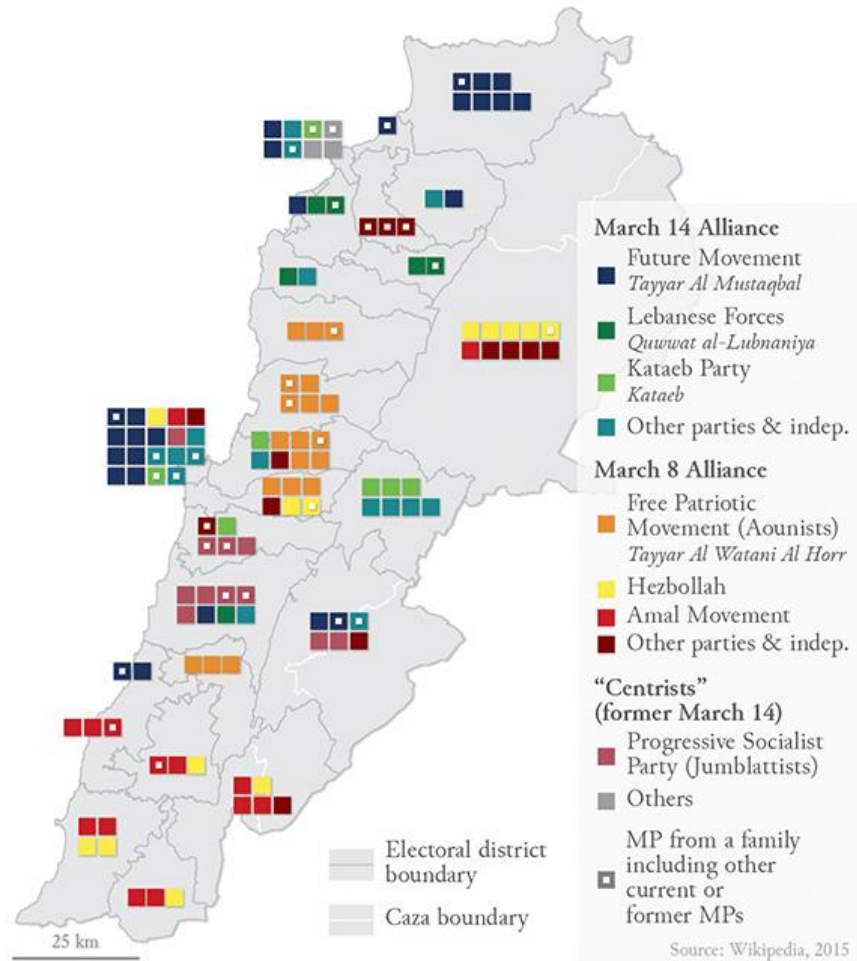 March 14 Alliance
Future Movement
Tayyar Al Mustaqbal
Lebanese Forces
Quwwat al-Lubnaniya
Kataeb Party
Kataeb
Other parties & indep.
March 8 Alliance
Free Patriotic
Movement (Aounists)
Tayyar Al Watani Al Horr
Hezbollah
Amal Movement
Other parties & indep.
“Centrists”
(former March 14)
Progressive Socialist
Party (Jumblattists)
Others
MP from a family
including other
current or
former MPs
Electoral district
boundary
Caza boundary
25 km
Source: Wikipedia, 2015